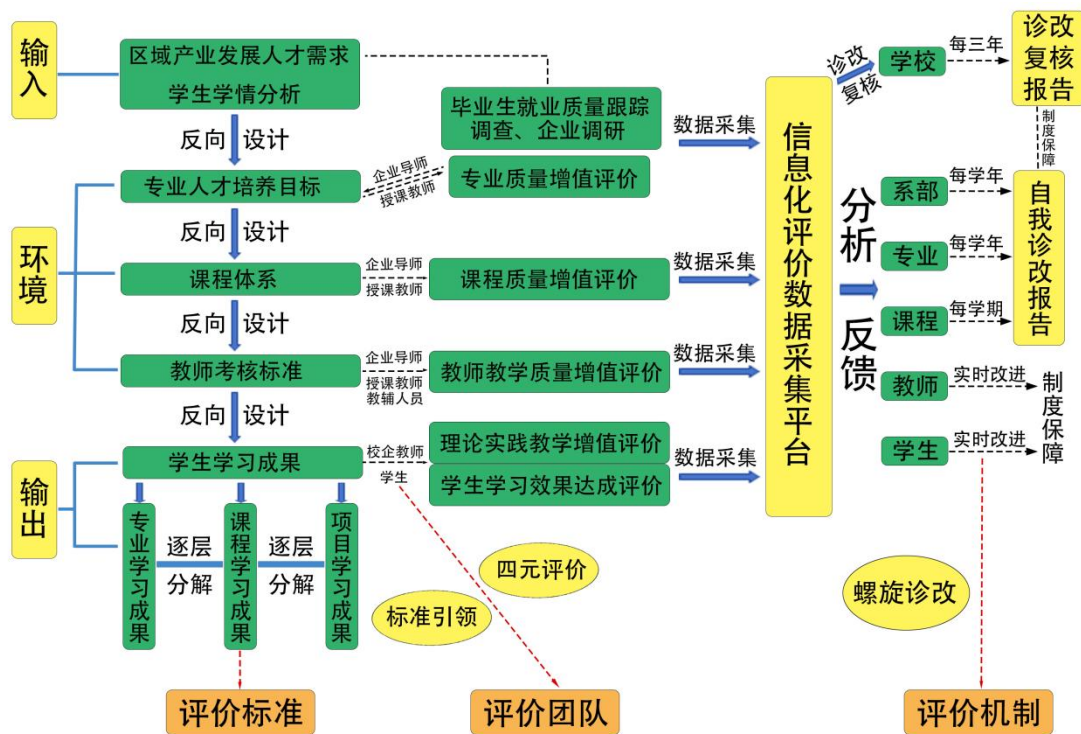 输入
区域产业发展人才需求
学生学情分析
反向 设计
专业人才培养目标
反向 设计
环境
课程体系
反向 设计
教师考核标准
反向 设计
输出
学生学习成果
专业学习成果
逐层
分解
课程学习成果
逐层
分解
项目学习成果
毕业生就业质量跟踪
调查、企业调研
企业导师
授课教师
专业质量增值评价
企业导师
授课教师
课程质量增值评价
企业导师
授课教师
教辅人员
教师教学质量增值评价
校企教师
学生
理论实践教学增值评价
学生学习效果达成评价
数据采集
数据采集
数据采集
数据采集
信息化评价数据采集平台
诊改
复核
学校
每三年
诊改
复核
报告
制度保障
分析
反馈
系部
每学年
专业
每学年
课程
每学期
自我诊改报告
教师
实时改进
学生
实时改进
制度保障
四元评价
标准引领
螺旋诊改
评价标准
评价团队
评价机制